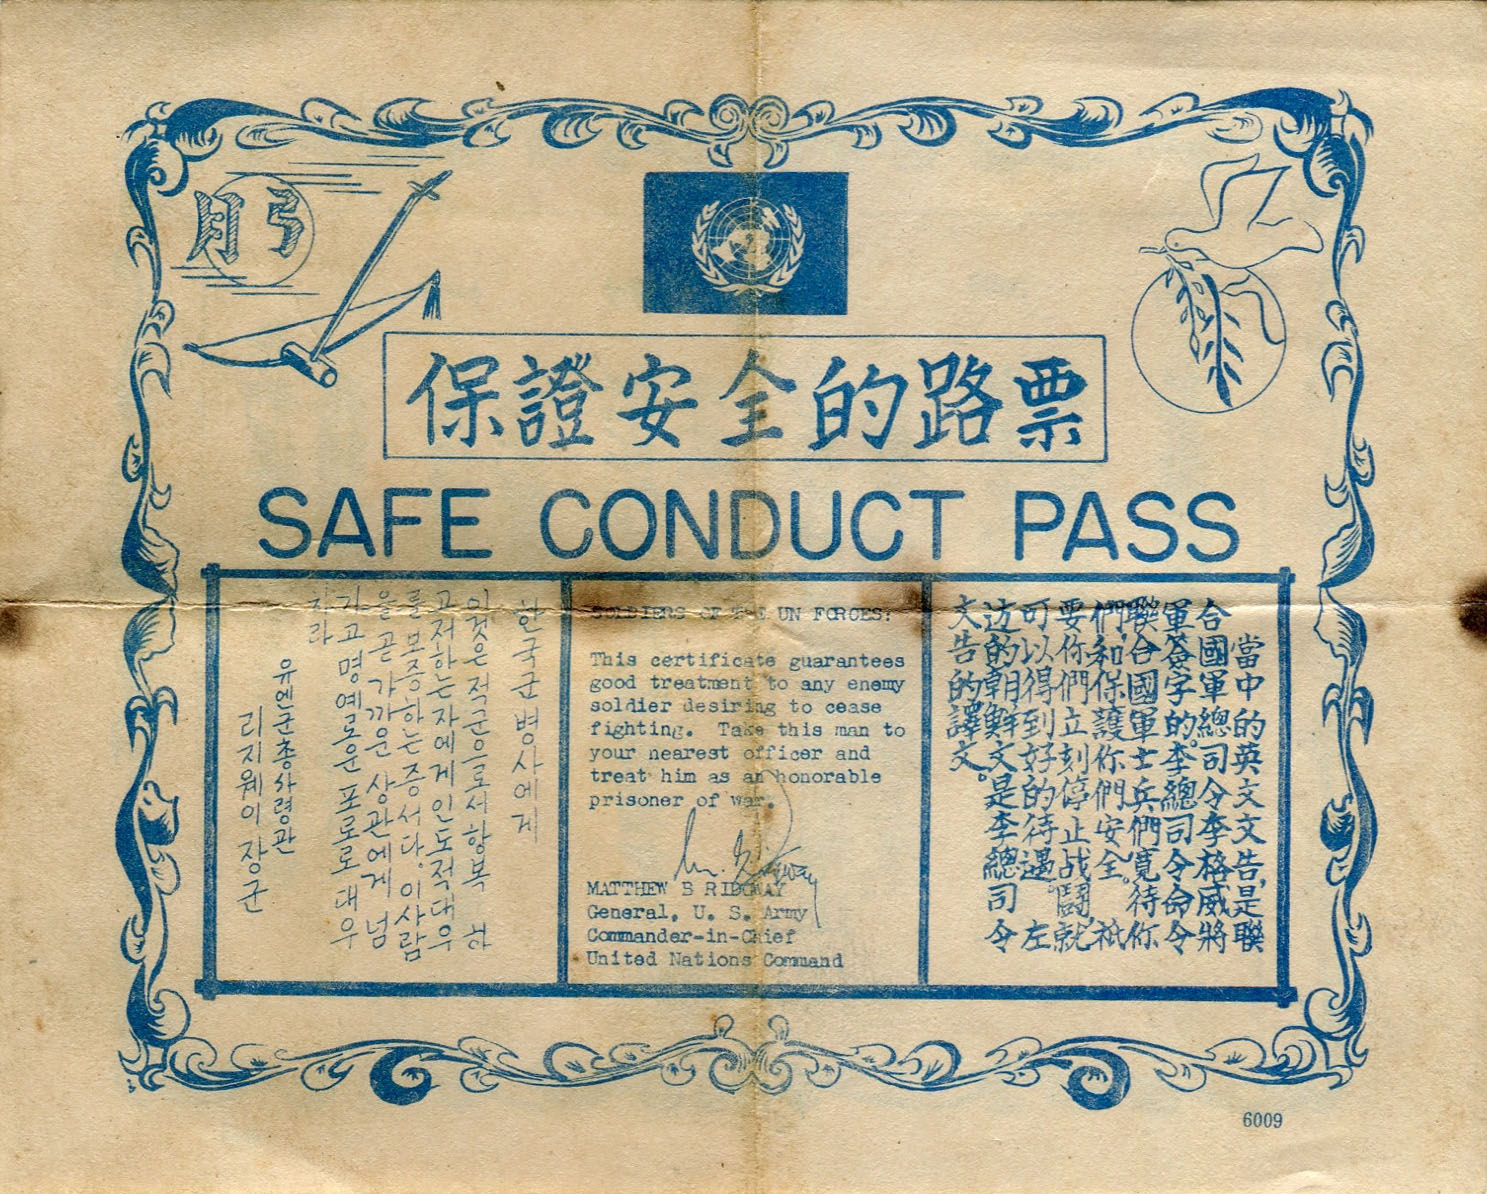 保證安全的路票
SAFE CONDUCT PASS
한국군병사에게
이것은적군으로서항복하
고저하는자에게인도적대우
를보증하는증서다. 이사람
을곧가까운상관에게넘
기고명예로운포로로대우
하라
유엔군총사령관
리지웨이장군
SOLDIERS OF THE UN FORCES:
This certificate guarantees
good treatment to any enemy
soldier desiring to cease
fighting. Take this man to
your nearest officer and
treat him as an honorable
prisoner of war.
MATTHEW B RIDGWAY
General, U. S. Army
Commander-in-Chief
United Nations Command
當中的英文文告,是聯
合國軍總司令李格威將
軍簽字的。李總司令命令
聯合國軍士兵們寬待你
們,和保護你們安全。祇
要你們立刻停止战鬪,就
可以得到好的待遇。左
边的朝鮮文是李總司令
文告的譯文。
6009